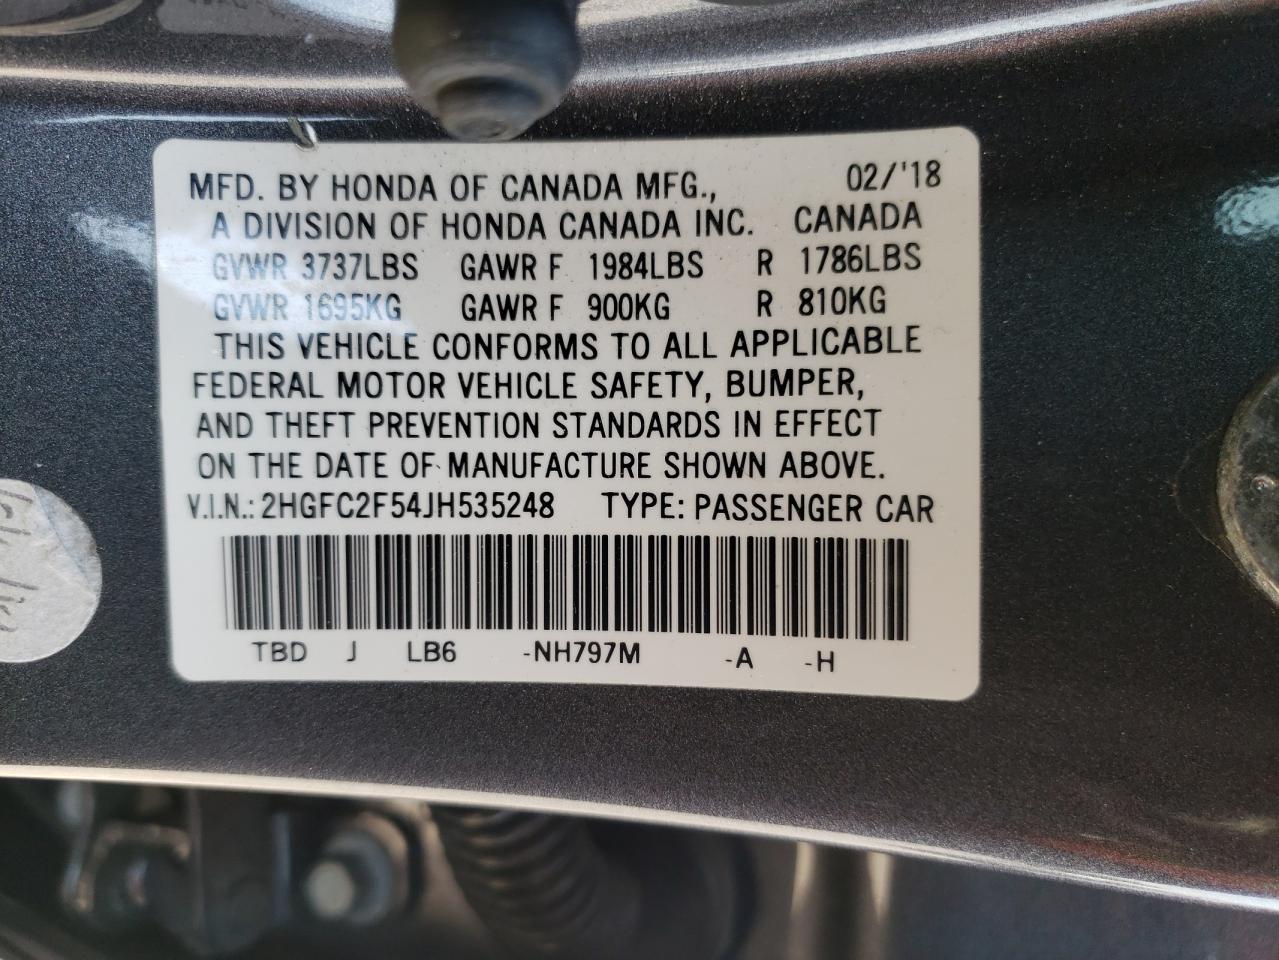 MFD. BY HONDA OF CANADA MFG., 02/'18
A DIVISION OF HONDA CANADA INC. CANADA
GVWR 3737LBS GAWR F 1984LBS R 1786LBS
GVWR 1695KG GAWR F 900KG R 810KG
THIS VEHICLE CONFORMS TO ALL APPLICABLE
FEDERAL MOTOR VEHICLE SAFETY, BUMPER,
AND THEFT PREVENTION STANDARDS IN EFFECT
ON THE DATE OF MANUFACTURE SHOWN ABOVE.
V.I.N.: 2HGFC2F54JH535248 TYPE: PASSENGER CAR
TBD J LB6 -NH797M -A -H